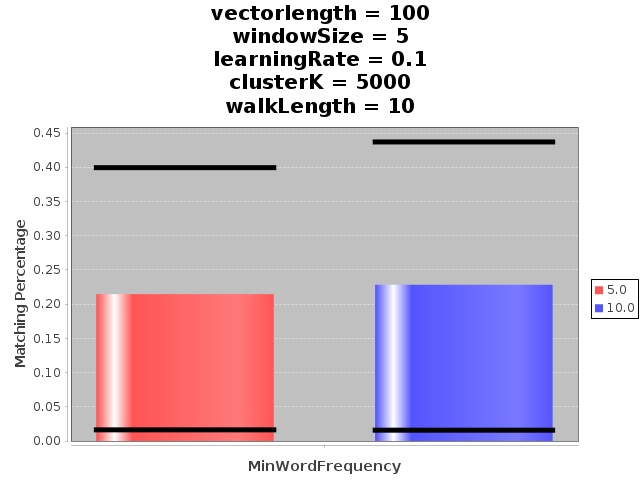 vectorlength = 100
windowSize = 5
learningRate = 0.1
clusterK = 5000
walkLength = 10
0.45
0.40
0.35
0.30
0.25
0.20
0.15
0.10
0.05
0.00
Matching Percentage
MinWordFrequency
5.0
10.0